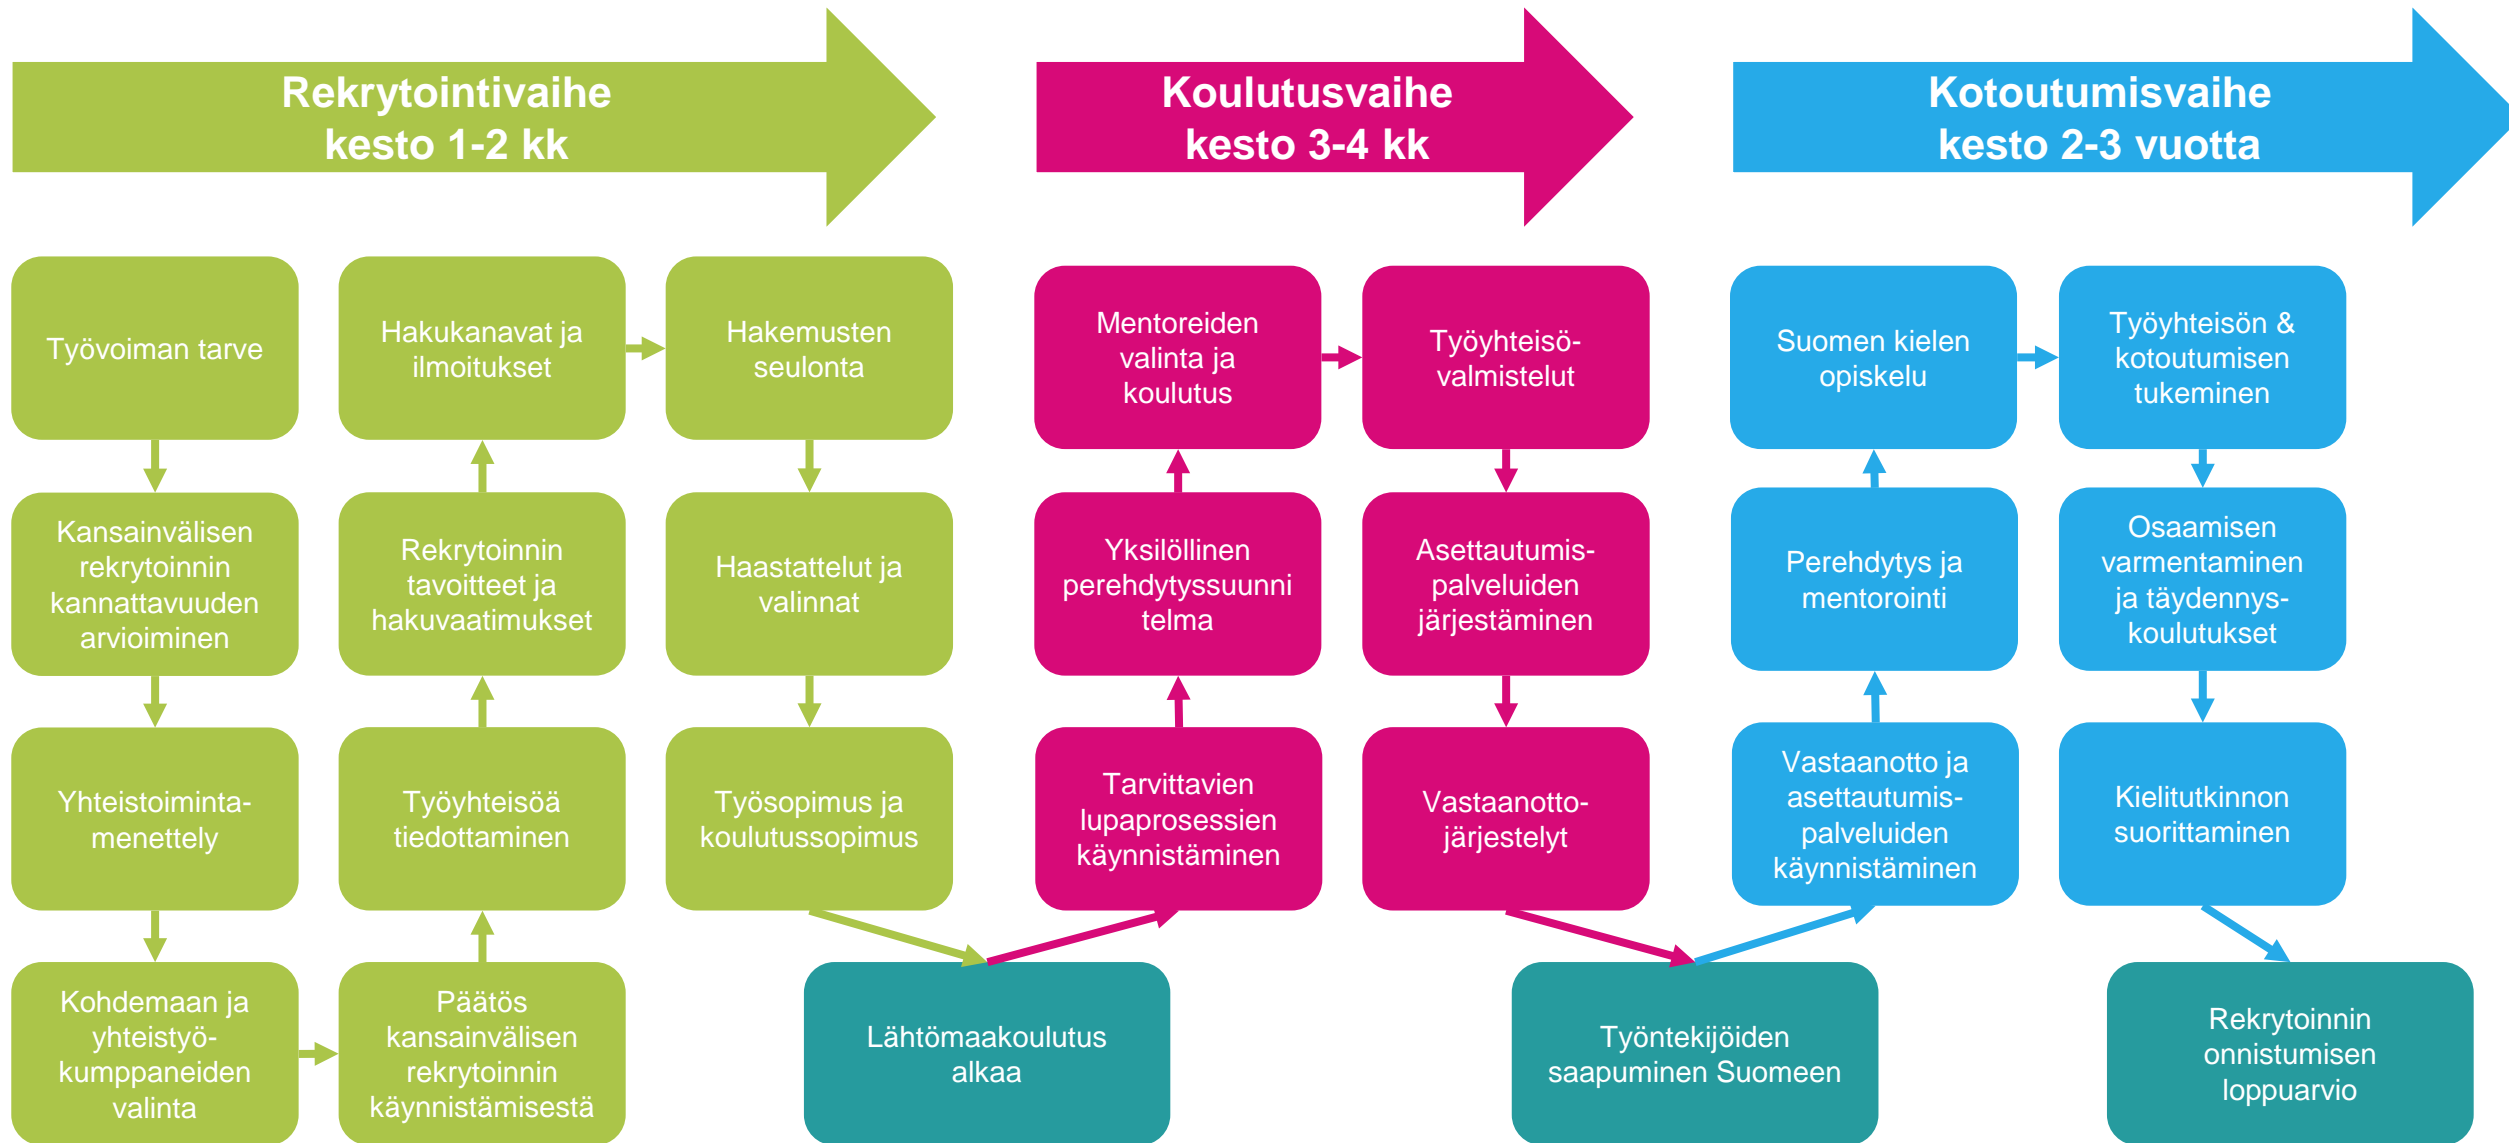 Rekrytointivaihe
kesto 1-2 kk
Koulutusvaihe
kesto 3-4 kk
Kotoutumisvaihe
kesto 2-3 vuotta
Työvoiman tarve
Kansainvälisen
rekrytoinnin
kannattavuuden
arvioiminen
Yhteistoiminta-
menettely
Kohdemaan ja
yhteistyö-
kumppaneiden
valinta
Päätös
kansainvälisen
rekrytoinnin
käynnistämisestä
Työyhteisöä
tiedottaminen
Rekrytoinnin
tavoitteet ja
hakuvaatimukset
Hakukanavat ja
ilmoitukset
Hakemusten
seulonta
Haastattelut ja
valinnat
Työsopimus ja
koulutussopimus
Lähtömaakoulutus
alkaa
Tarvittavien
lupaprosessien
käynnistäminen
Yksilöllinen
perehdytyssuunni
telma
Mentoreiden
valinta ja
koulutus
Työyhteisö-
valmistelut
Asettautumis-
palveluiden
järjestäminen
Vastaanotto-
järjestelyt
Työntekijöiden
saapuminen Suomeen
Vastaanotto ja
asettautumis-
palveluiden
käynnistäminen
Perehdytys ja
mentorointi
Suomen kielen
opiskelu
Työyhteisön &
kotoutumisen
tukeminen
Osaamisen
varmentaminen
ja täydennys-
koulutukset
Kielitutkinnon
suorittaminen
Rekrytoinnin
onnistumisen
loppuarvio